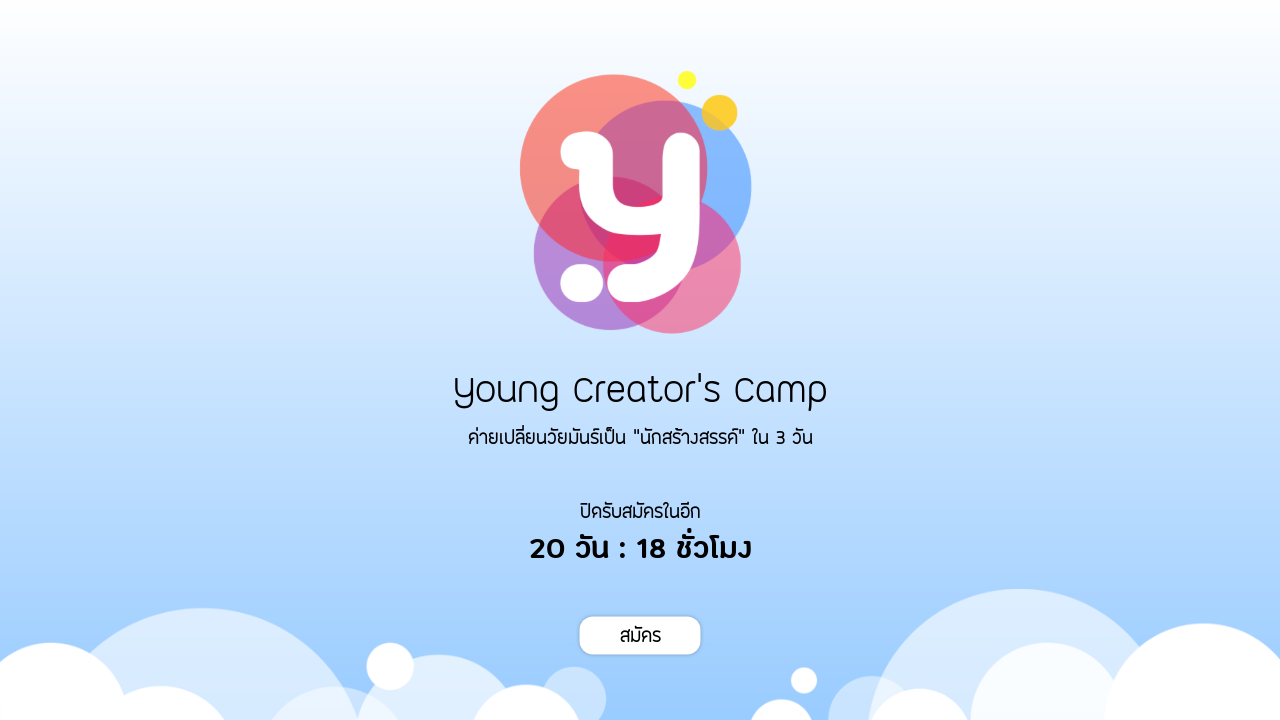 y
Young Creator's Camp
ค่ายเปลี่ยนวัยมันร์เป็น "นักสร้างสรรค์" ใน 3 วัน
ปิดรับสมัครในอีก
20 วัน : 18 ชั่วโมง
สมัคร